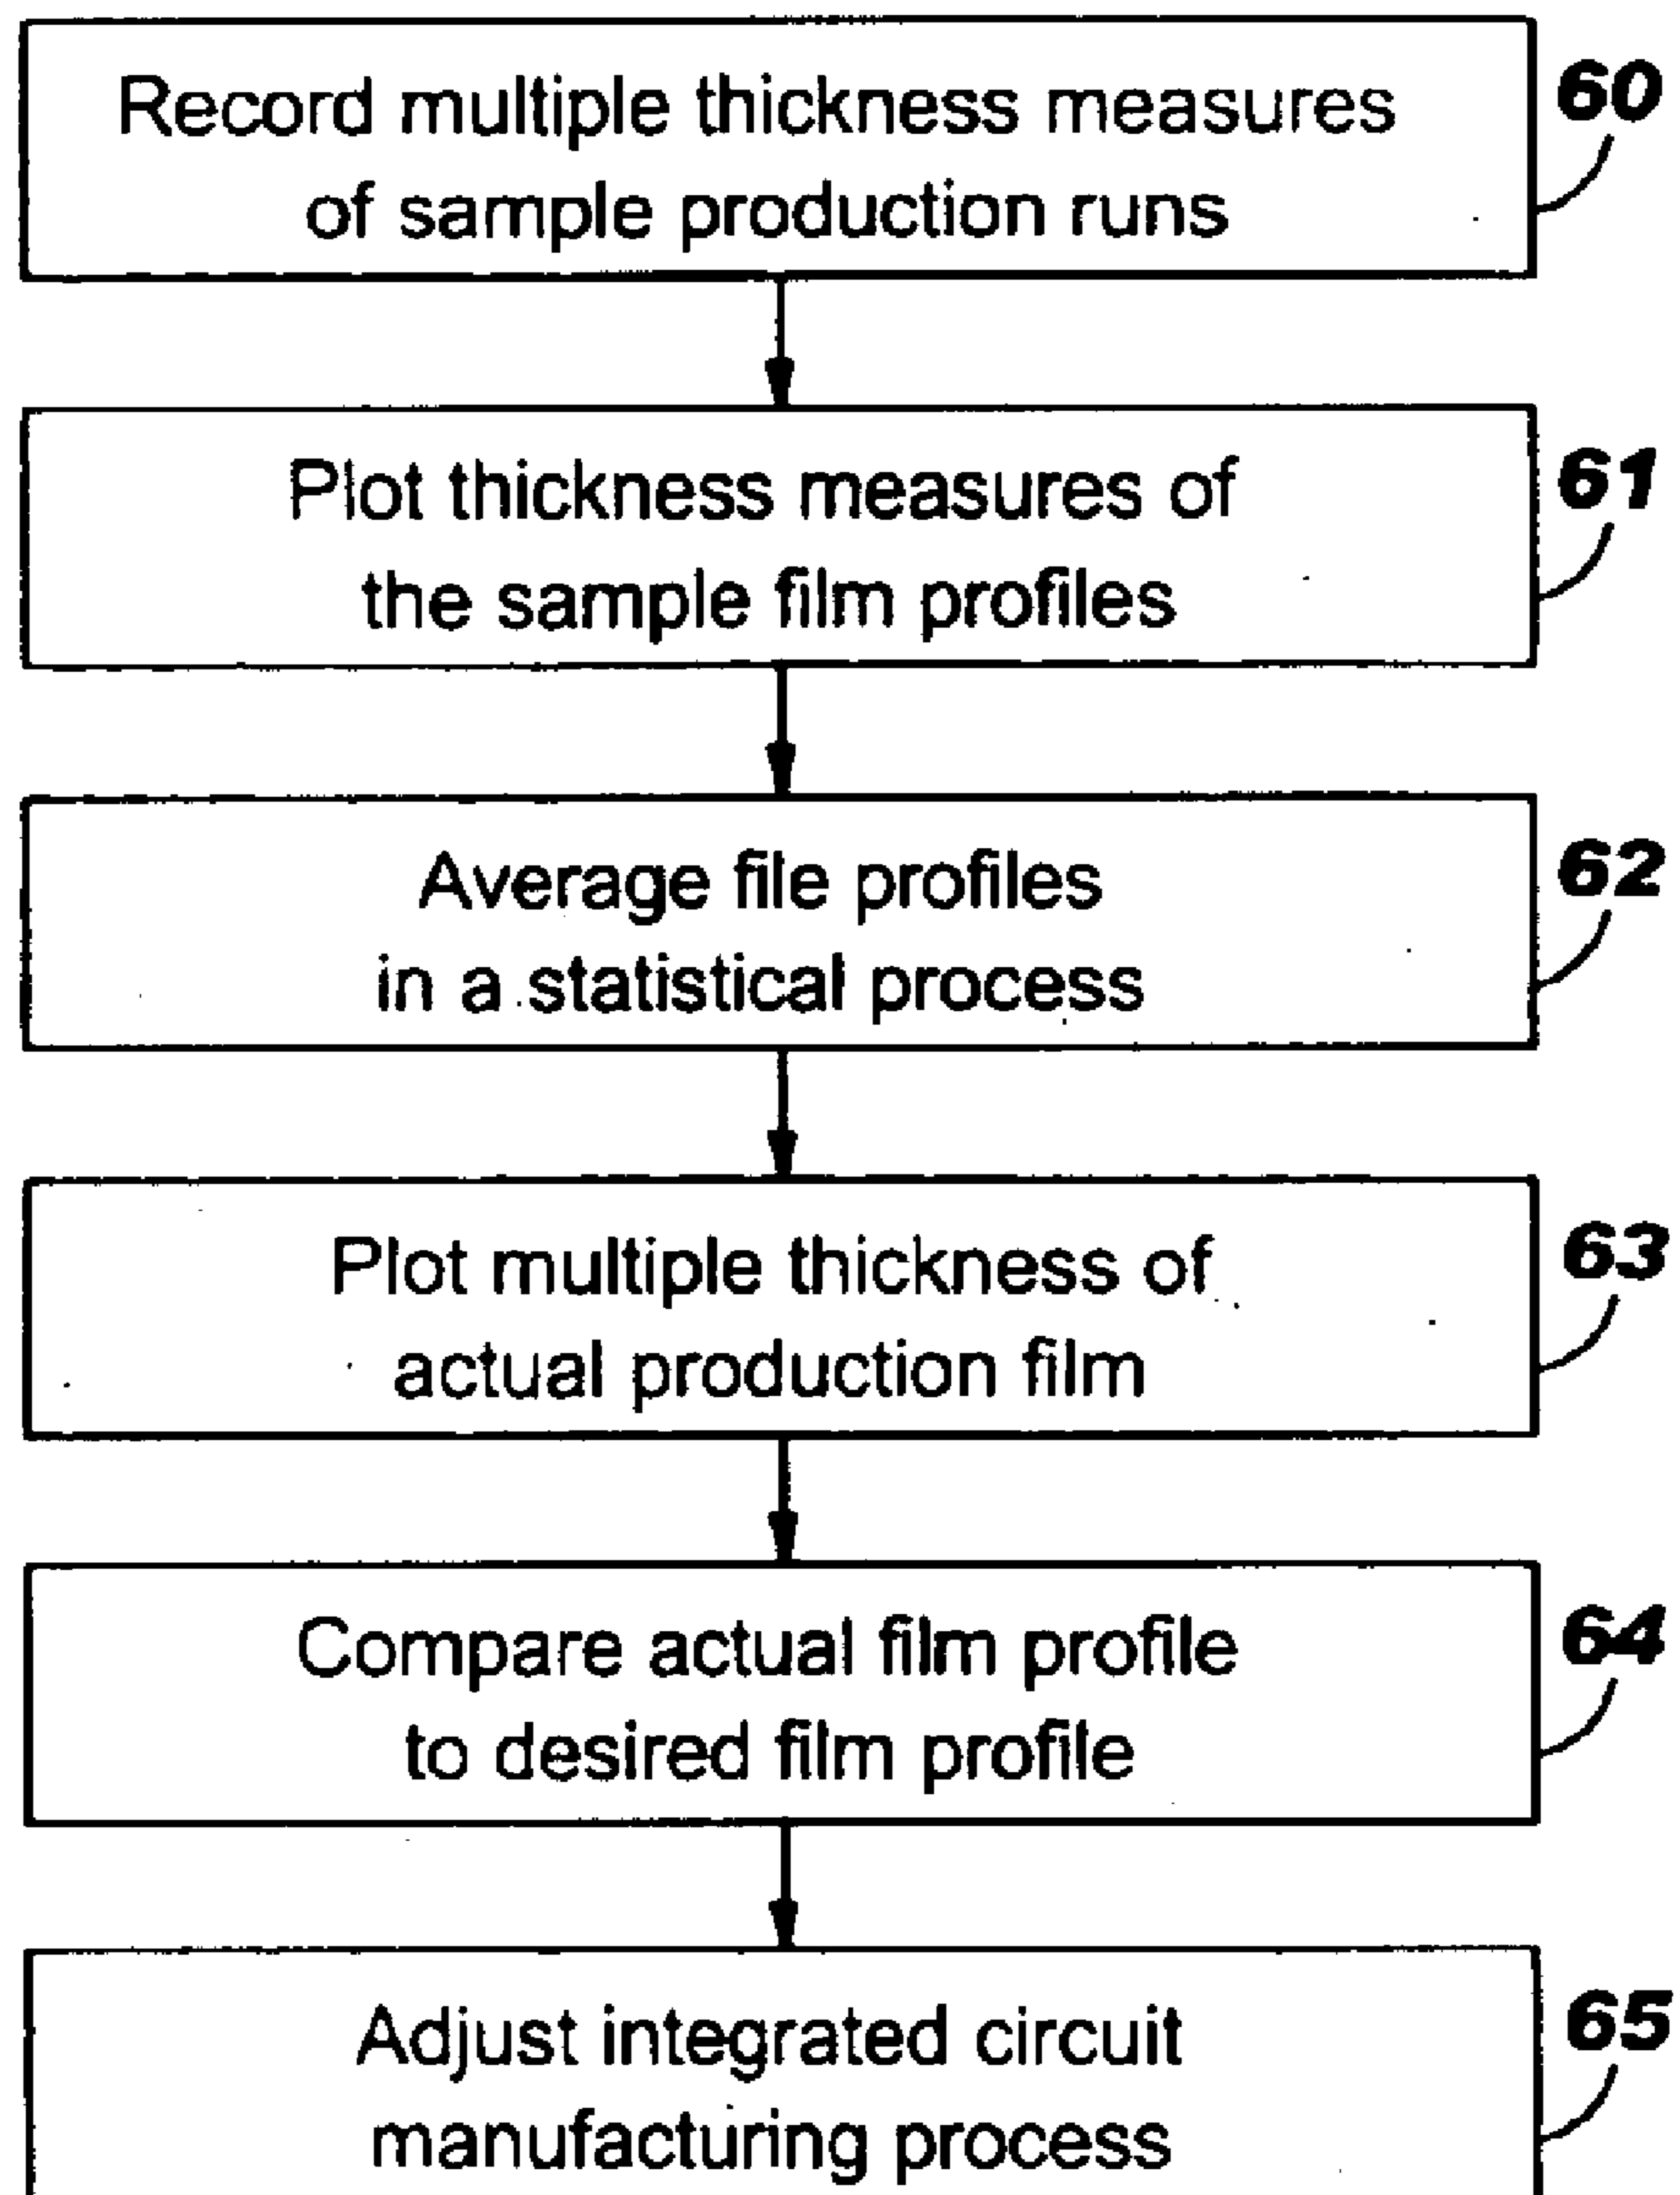 Record multiple thickness measures
of sample production runs
60
Plot thickness measures of
the sample film profiles
61
Average file profiles
in a statistical process
62
Plot multiple thickness of
actual production film
63
Compare actual film profile
to desired film profile
64
Adjust integrated circuit
manufacturing process
65